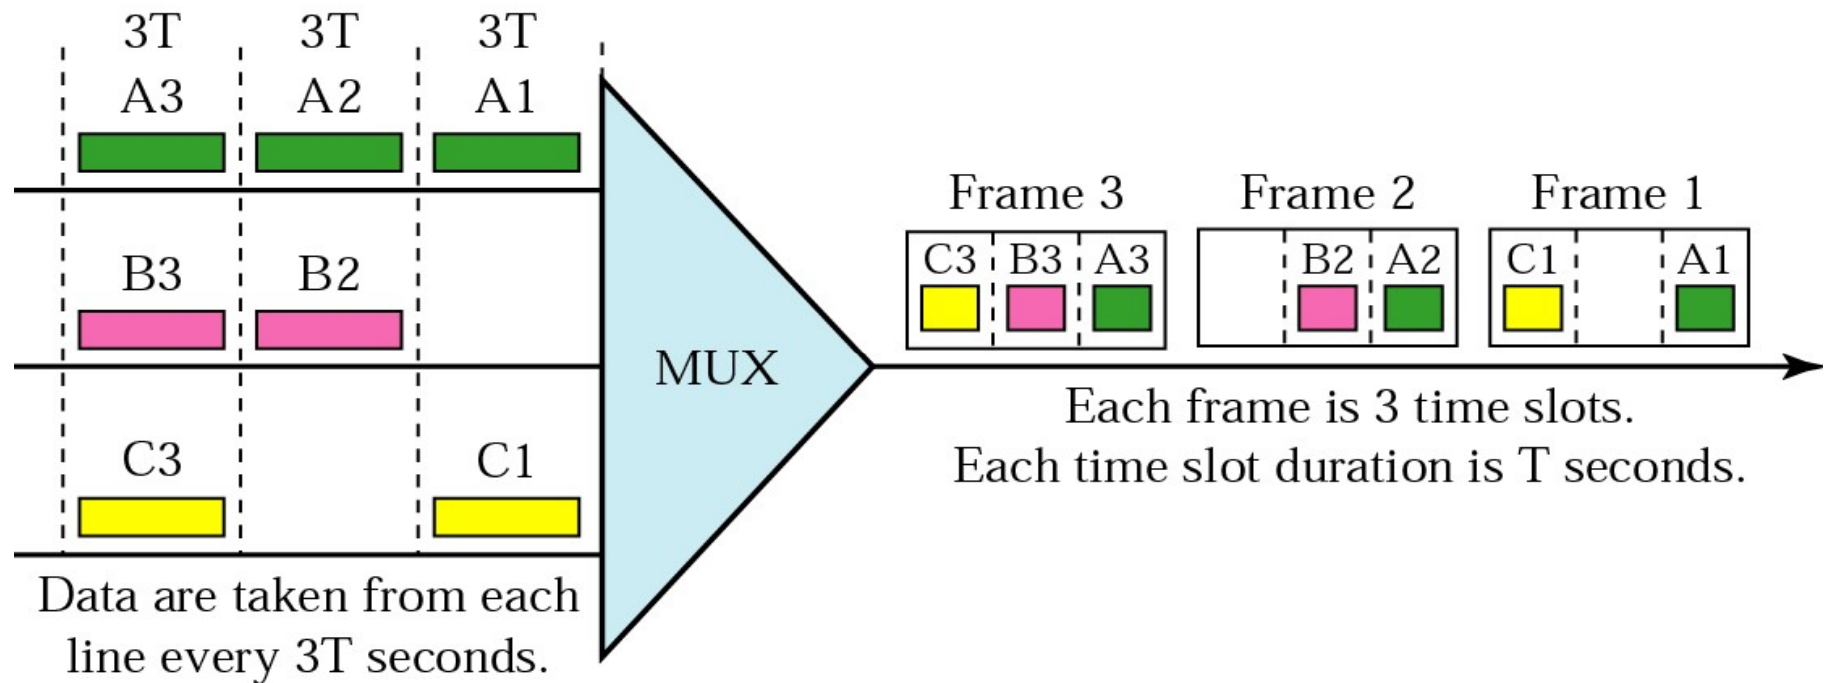 3T 3T 3T
A3 A2 A1
B3 B2
C3 C1
Data are taken from each
line every 3T seconds.
MUX
Frame 3 Frame 2 Frame 1
C3 B3 A3 B2 A2 C1 A1
Each frame is 3 time slots.
Each time slot duration is T seconds.